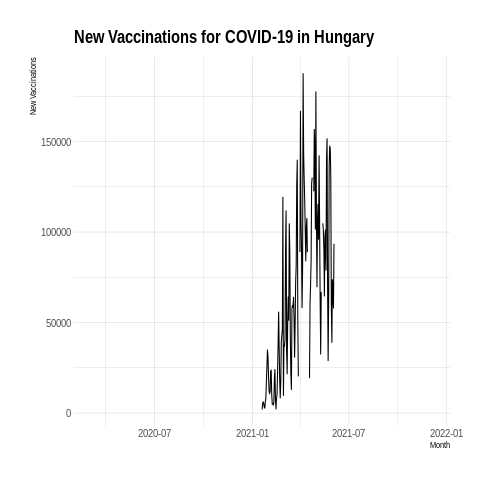 New Vaccinations for COVID-19 in Hungary
New Vaccinations
150000
100000
50000
0
2020-07 2021-01 2021-07 2022-01
Month